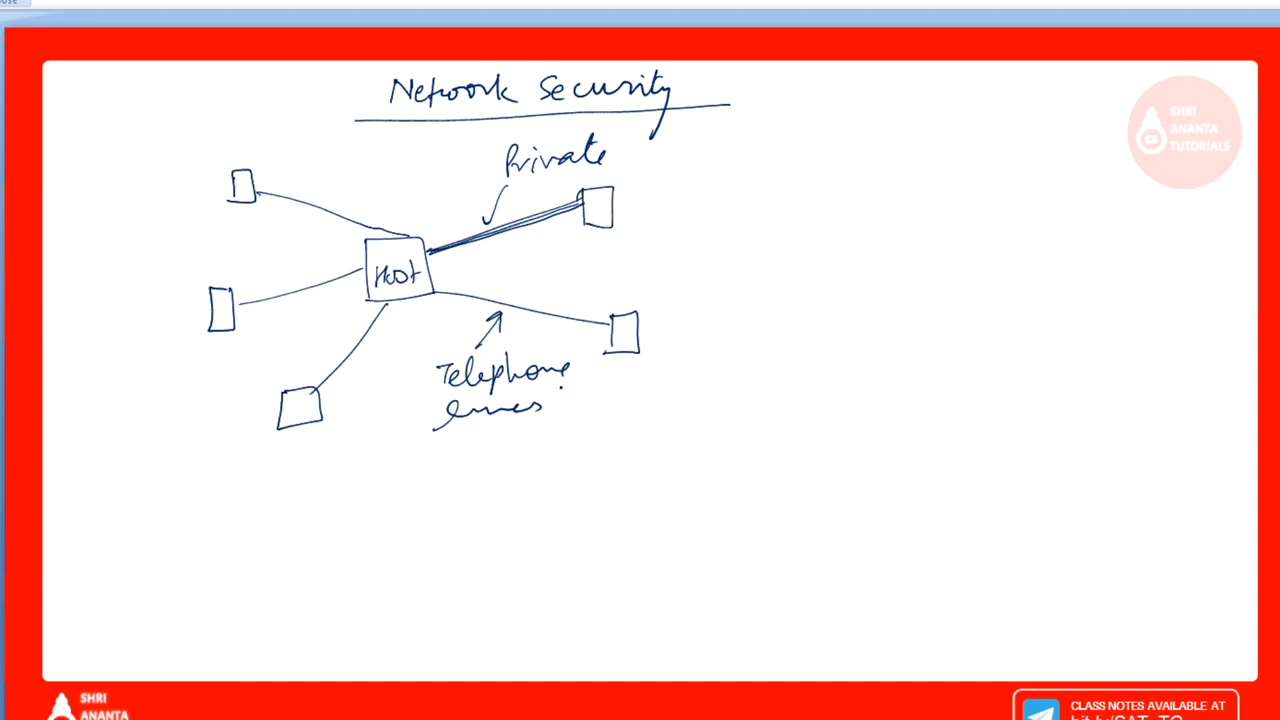 Network Security
SHRI
ANANTA
TUTORIALS
Private
Host
Telephone
lines
SHRI
ANANTA
CLASS NOTES AVAILABLE AT